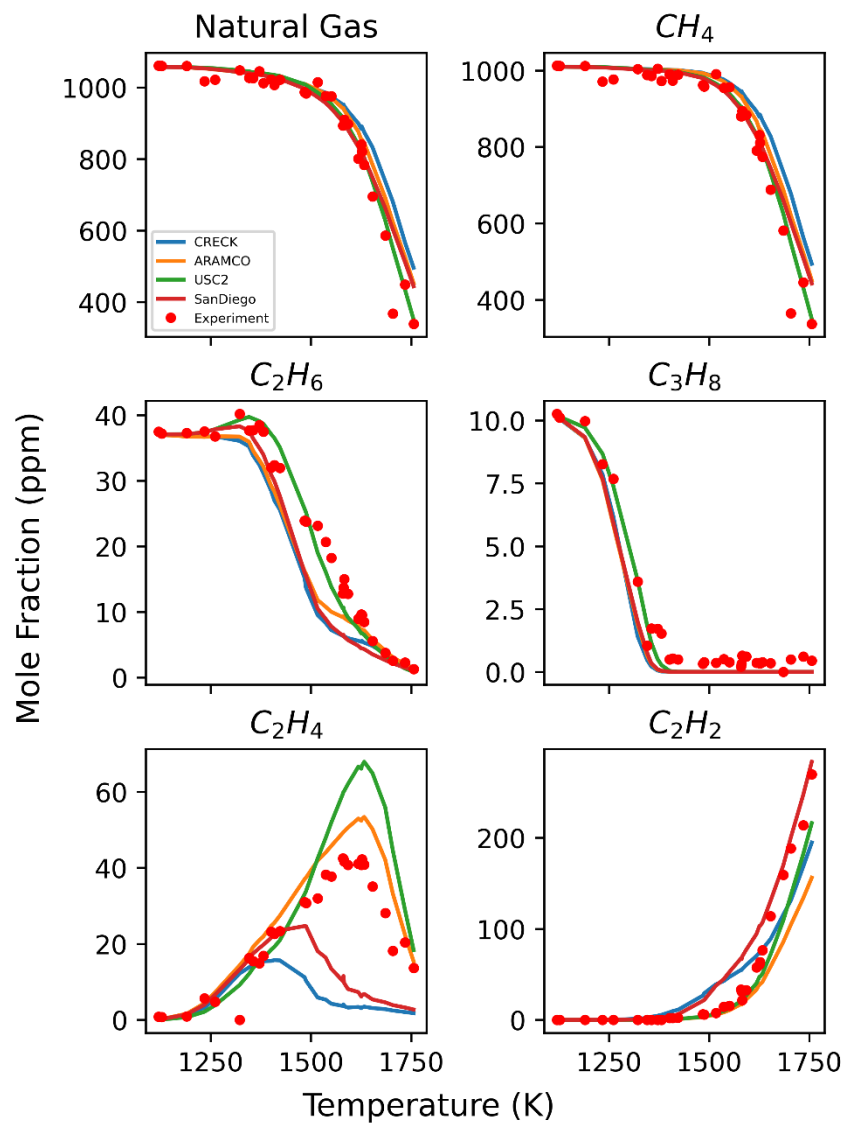 Natural Gas
CH₄
1000
800
600
400
CRECK
ARAMCO
USC2
SanDiego
Experiment
1000
800
600
400
C₂H₆
C₃H₈
40
30
20
10
0
10.0
7.5
5.0
2.5
0.0
Mole Fraction (ppm)
C₂H₄
C₂H₂
60
40
20
0
200
100
0
1250 1500 1750
1250 1500 1750
Temperature (K)